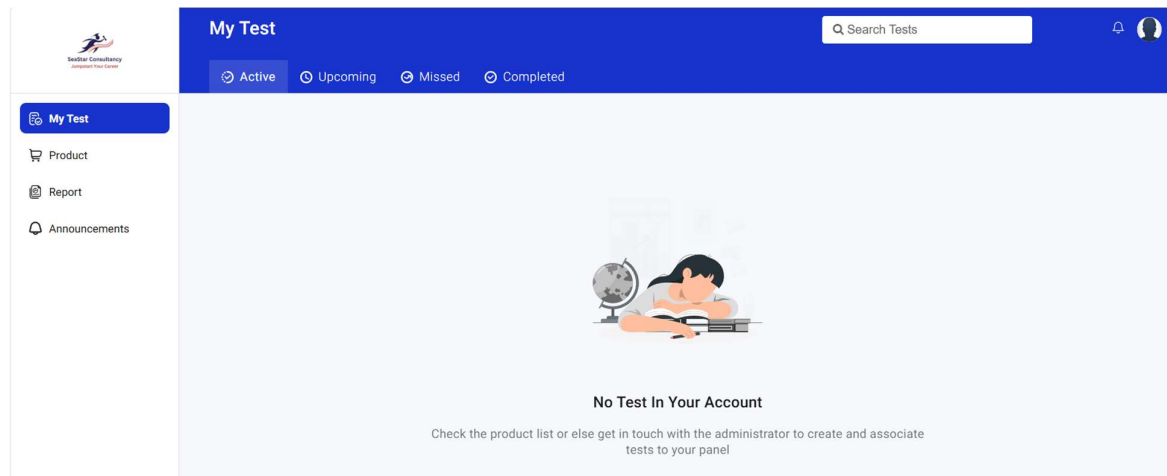 SeaStar Consultancy
Jumpstart Your Career
My Test
Product
Report
Announcements
My Test
Search Tests
Active
Upcoming
Missed
Completed
No Test In Your Account
Check the product list or else get in touch with the administrator to create and associate
tests to your panel